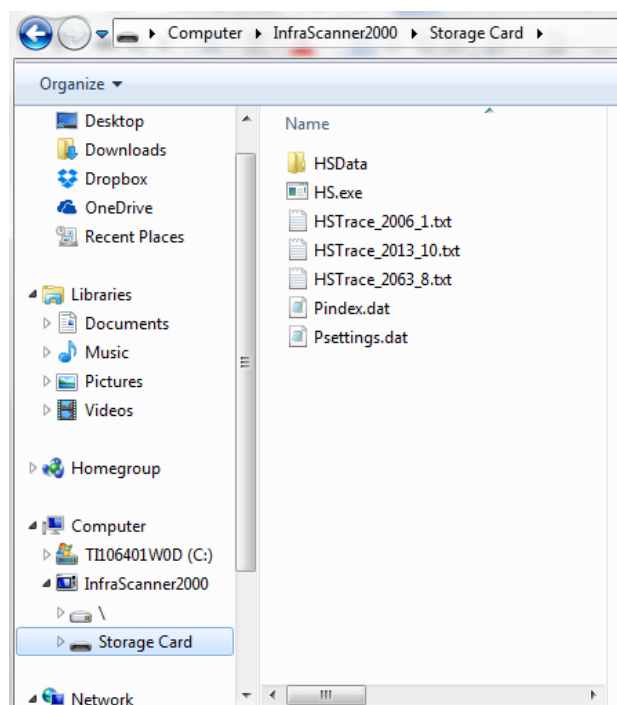 Computer InfraScanner2000 Storage Card
Organize
Desktop
Downloads
Dropbox
OneDrive
Recent Places
Libraries
Documents
Music
Pictures
Videos
Homegroup
Computer
TI106401W0D (C:)
InfraScanner2000
\
Storage Card
Network
Name
HSData
HS.exe
HSTrace_2006_1.txt
HSTrace_2013_10.txt
HSTrace_2063_8.txt
Pindex.dat
Psettings.dat